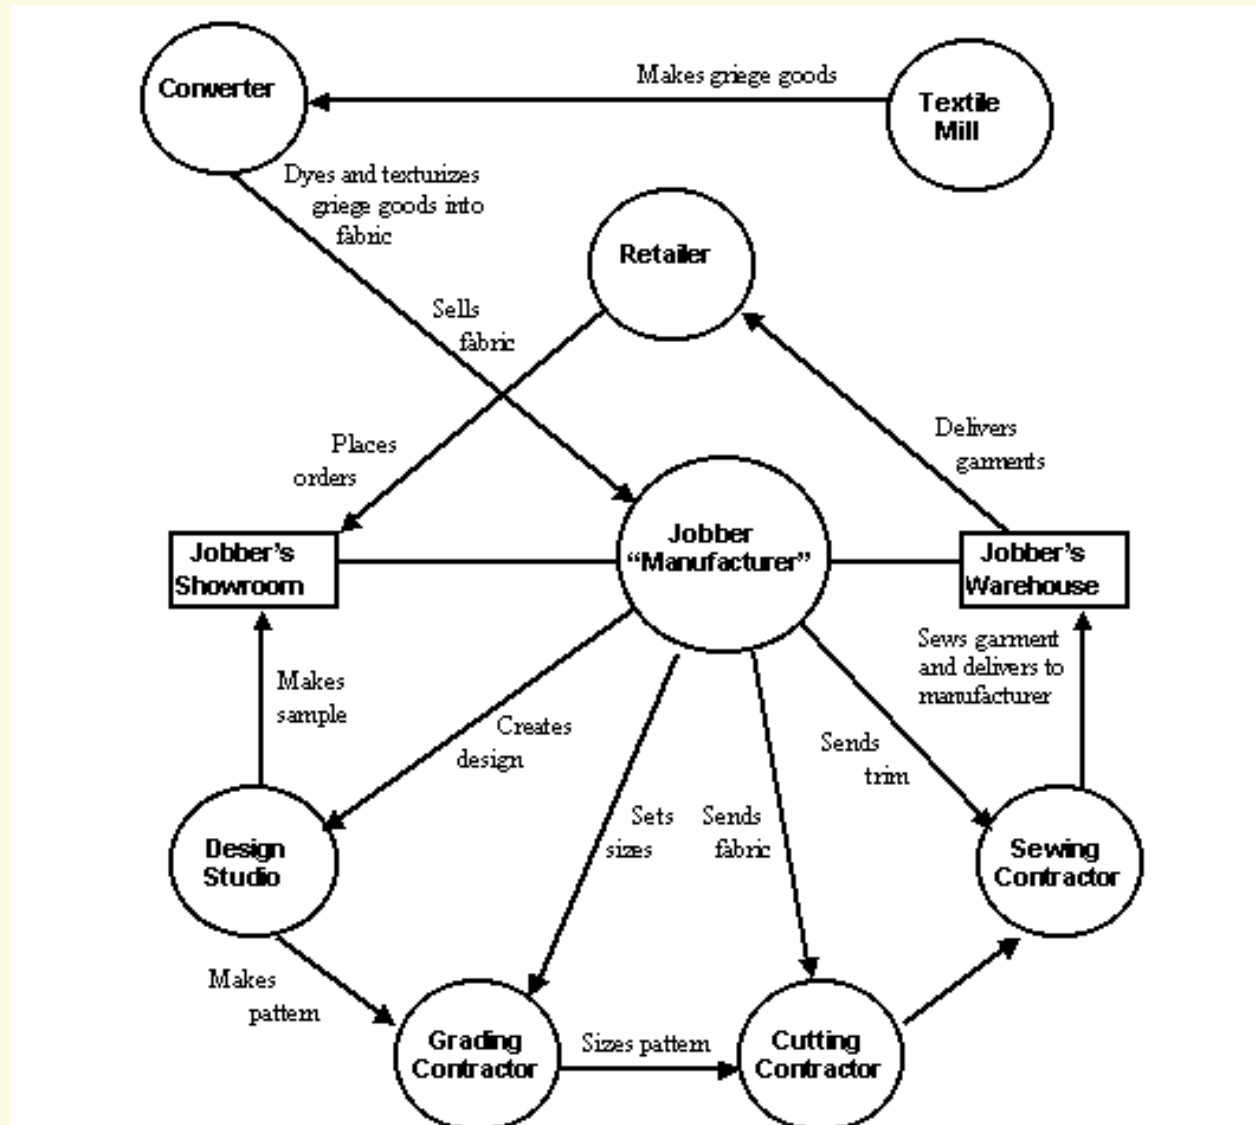 Converter
Makes griege goods
Textile
Mill
Dyes and texturizes
griege goods into
fabric
Retailer
Sells
fabric
Places
orders
Delivers
garments
Jobber's
Showroom
Jobber
“Manufacturer”
Jobber's
Warehouse
Makes
sample
Creates
design
Sews garment
and delivers to
manufacturer
Sends
trim
Sets
sizes
Sends
fabric
Design
Studio
Sewing
Contractor
Makes
pattern
Grading
Contractor
Sizes pattern
Cutting
Contractor